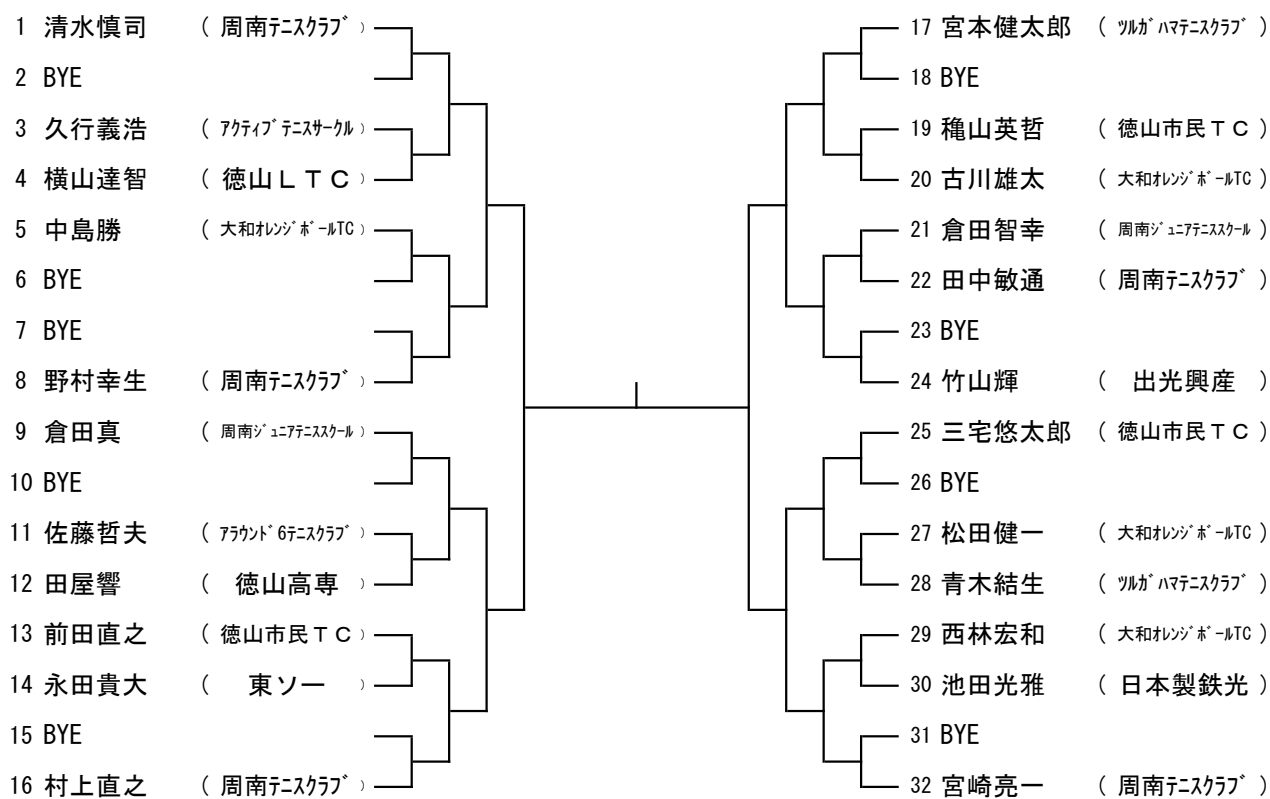 1 清水慎司 ( 周南ﾃﾆｽｸﾗﾌﾞ )
2 BYE
3 久行義浩 ( ｱｸﾃｨﾌﾞﾃﾆｽｻｰｸﾙ )
4 横山達智 ( 徳山ＬＴＣ )
5 中島勝 ( 大和ｵﾚﾝｼﾞﾎﾞｰﾙTC )
6 BYE
7 BYE
8 野村幸生 ( 周南ﾃﾆｽｸﾗﾌﾞ )
9 倉田真 ( 周南ｼﾞｭﾆｱﾃﾆｽｽｸｰﾙ )
10 BYE
11 佐藤哲夫 ( ｱﾗｳﾝﾄﾞ6ﾃﾆｽｸﾗﾌﾞ )
12 田屋響 ( 徳山高専 )
13 前田直之 ( 徳山市民ＴＣ )
14 永田貴大 ( 東ソー )
15 BYE
16 村上直之 ( 周南ﾃﾆｽｸﾗﾌﾞ )
17 宮本健太郎 ( ﾂﾙｶﾞﾊﾏﾃﾆｽｸﾗﾌﾞ )
18 BYE
19 穐山英哲 ( 徳山市民ＴＣ )
20 古川雄太 ( 大和ｵﾚﾝｼﾞﾎﾞｰﾙTC )
21 倉田智幸 ( 周南ｼﾞｭﾆｱﾃﾆｽｽｸｰﾙ )
22 田中敏通 ( 周南ﾃﾆｽｸﾗﾌﾞ )
23 BYE
24 竹山輝 ( 出光興産 )
25 三宅悠太郎 ( 徳山市民ＴＣ )
26 BYE
27 松田健一 ( 大和ｵﾚﾝｼﾞﾎﾞｰﾙTC )
28 青木結生 ( ﾂﾙｶﾞﾊﾏﾃﾆｽｸﾗﾌﾞ )
29 西林宏和 ( 大和ｵﾚﾝｼﾞﾎﾞｰﾙTC )
30 池田光雅 ( 日本製鉄光 )
31 BYE
32 宮崎亮一 ( 周南ﾃﾆｽｸﾗﾌﾞ )